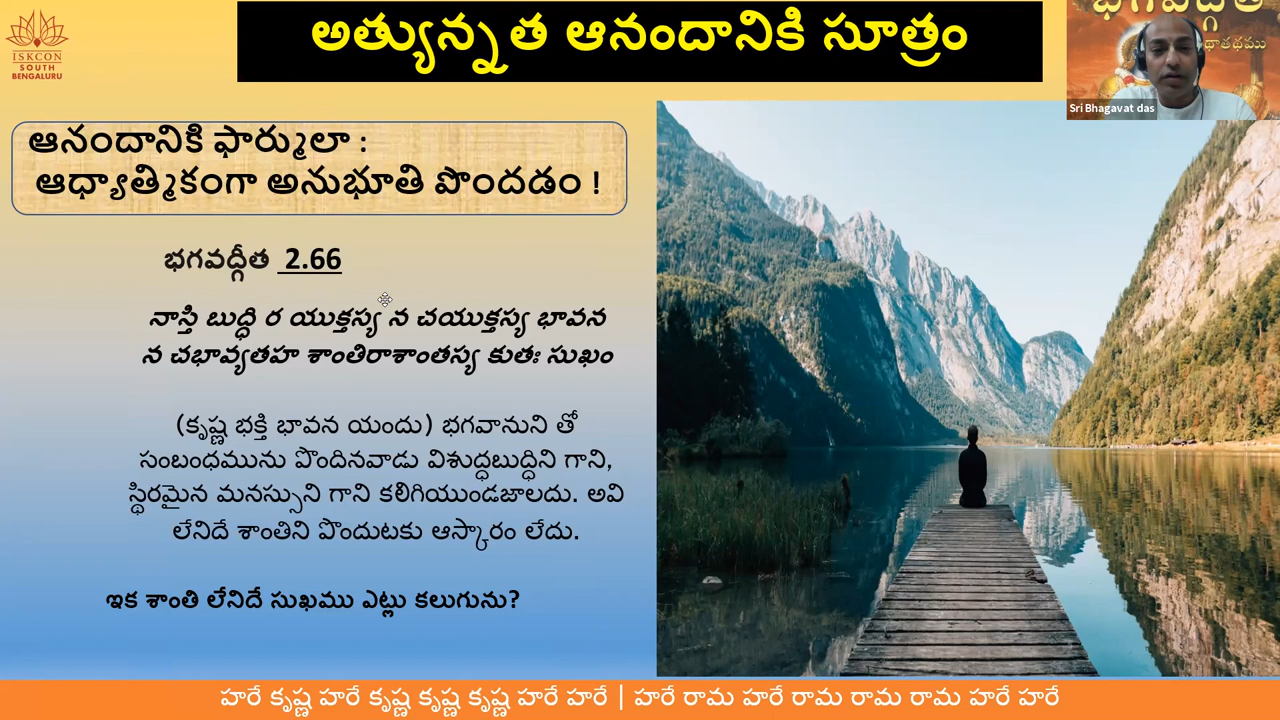 ISKCON
SOUTH
BENGALURU
అత్యున్నత ఆనందానికి సూత్రం
భగవద్గీత
థాతథము
Sri Bhagavat das
ఆనందానికి ఫార్ములా :
ఆధ్యాత్మికంగా అనుభూతి పొందడం !
భగవద్గీత 2.66
నాస్తి బుద్ధి ర యుక్తస్య న చయుక్తస్య భావన
న చభావ్యతహ శాంతిరాశాంతస్య కుతః సుఖం
(కృష్ణ భక్తి భావన యందు) భగవానుని తో
సంబంధమును పొందినవాడు విశుద్ధబుద్ధిని గాని,
స్థిరమైన మనస్సుని గాని కలిగియుండజాలదు. అవి
లేనిదే శాంతిని పొందుటకు ఆస్కారం లేదు.
ఇక శాంతి లేనిదే సుఖము ఎట్లు కలుగును?
హరే కృష్ణ హరే కృష్ణ కృష్ణ కృష్ణ హరే హరే | హరే రామ హరే రామ రామ రామ హరే హరే